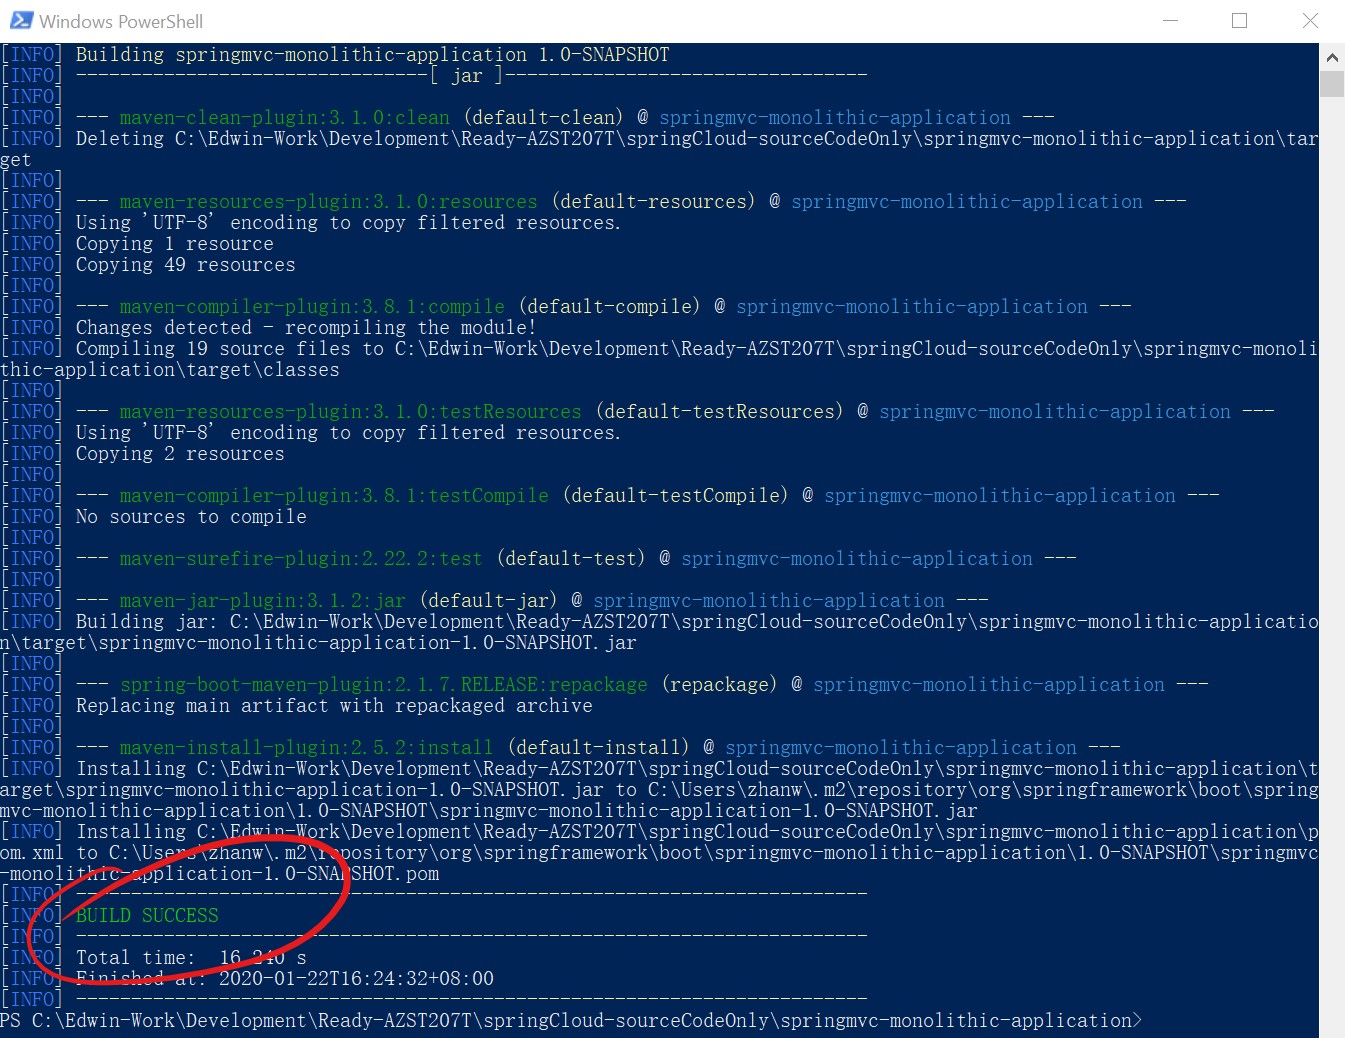 Windows PowerShell
[INFO] Building springmvc-monolithic-application 1.0-SNAPSHOT
[INFO] --------------------------------[ jar ]---------------------------------
[INFO]
[INFO] --- maven-clean-plugin:3.1.0:clean (default-clean) @ springmvc-monolithic-application ---
[INFO] Deleting C:\Edwin-Work\Development\Ready-AZST207T\springCloud-sourceCodeOnly\springmvc-monolithic-application\tar
get
[INFO]
[INFO] --- maven-resources-plugin:3.1.0:resources (default-resources) @ springmvc-monolithic-application ---
[INFO] Using 'UTF-8' encoding to copy filtered resources.
[INFO] Copying 1 resource
[INFO] Copying 49 resources
[INFO]
[INFO] --- maven-compiler-plugin:3.8.1:compile (default-compile) @ springmvc-monolithic-application ---
[INFO] Changes detected - recompiling the module!
[INFO] Compiling 19 source files to C:\Edwin-Work\Development\Ready-AZST207T\springCloud-sourceCodeOnly\springmvc-monoli
thic-application\target\classes
[INFO]
[INFO] --- maven-resources-plugin:3.1.0:testResources (default-testResources) @ springmvc-monolithic-application ---
[INFO] Using 'UTF-8' encoding to copy filtered resources.
[INFO] Copying 2 resources
[INFO]
[INFO] --- maven-compiler-plugin:3.8.1:testCompile (default-testCompile) @ springmvc-monolithic-application ---
[INFO] No sources to compile
[INFO]
[INFO] --- maven-surefire-plugin:2.22.2:test (default-test) @ springmvc-monolithic-application ---
[INFO]
[INFO] --- maven-jar-plugin:3.1.2:jar (default-jar) @ springmvc-monolithic-application ---
[INFO] Building jar: C:\Edwin-Work\Development\Ready-AZST207T\springCloud-sourceCodeOnly\springmvc-monolithic-applicatio
n\target\springmvc-monolithic-application-1.0-SNAPSHOT.jar
[INFO]
[INFO] --- spring-boot-maven-plugin:2.1.7.RELEASE:repackage (repackage) @ springmvc-monolithic-application ---
[INFO] Replacing main artifact with repackaged archive
[INFO]
[INFO] --- maven-install-plugin:2.5.2:install (default-install) @ springmvc-monolithic-application ---
[INFO] Installing C:\Edwin-Work\Development\Ready-AZST207T\springCloud-sourceCodeOnly\springmvc-monolithic-application\t
arget\springmvc-monolithic-application-1.0-SNAPSHOT.jar to C:\Users\zhanw\.m2\repository\org\springframework\boot\spring
mvc-monolithic-application\1.0-SNAPSHOT\springmvc-monolithic-application-1.0-SNAPSHOT.jar
[INFO] Installing C:\Edwin-Work\Development\Ready-AZST207T\springCloud-sourceCodeOnly\springmvc-monolithic-application\p
om.xml to C:\Users\zhanw\.m2\repository\org\springframework\boot\springmvc-monolithic-application\1.0-SNAPSHOT\springmvc
-monolithic-application-1.0-SNAPSHOT.pom
[INFO] ------------------------------------------------------------------------
[INFO] BUILD SUCCESS
[INFO] ------------------------------------------------------------------------
[INFO] Total time:  16.240 s
[INFO] Finished at: 2020-01-22T16:24:32+08:00
[INFO] ------------------------------------------------------------------------
PS C:\Edwin-Work\Development\Ready-AZST207T\springCloud-sourceCodeOnly\springmvc-monolithic-application>